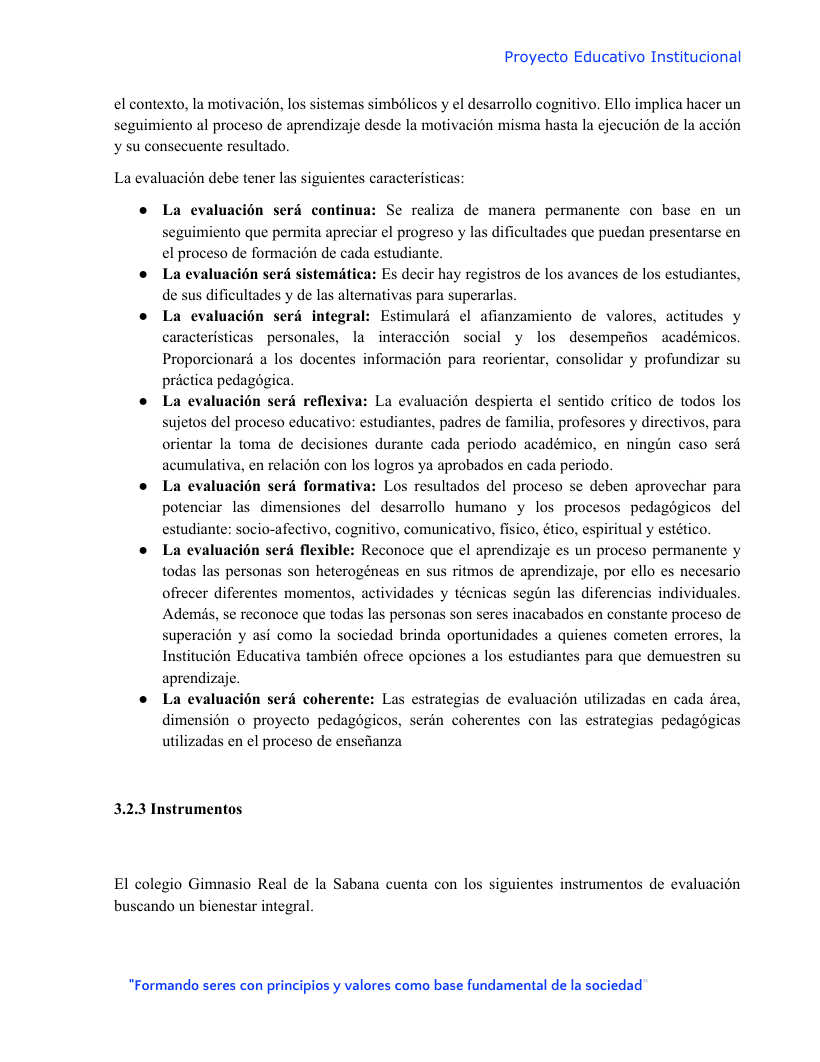 Proyecto Educativo Institucional
el contexto, la motivación, los sistemas simbólicos y el desarrollo cognitivo. Ello implica hacer un
seguimiento al proceso de aprendizaje desde la motivación misma hasta la ejecución de la acción
y su consecuente resultado.
La evaluación debe tener las siguientes características:
● La evaluación será continua: Se realiza de manera permanente con base en un
seguimiento que permita apreciar el progreso y las dificultades que puedan presentarse en
el proceso de formación de cada estudiante.
● La evaluación será sistemática: Es decir hay registros de los avances de los estudiantes,
de sus dificultades y de las alternativas para superarlas.
● La evaluación será integral: Estimulará el afianzamiento de valores, actitudes y
características personales, la interacción social y los desempeños académicos.
Proporcionará a los docentes información para reorientar, consolidar y profundizar su
práctica pedagógica.
● La evaluación será reflexiva: La evaluación despierta el sentido crítico de todos los
sujetos del proceso educativo: estudiantes, padres de familia, profesores y directivos, para
orientar la toma de decisiones durante cada periodo académico, en ningún caso será
acumulativa, en relación con los logros ya aprobados en cada periodo.
● La evaluación será formativa: Los resultados del proceso se deben aprovechar para
potenciar las dimensiones del desarrollo humano y los procesos pedagógicos del
estudiante: socio-afectivo, cognitivo, comunicativo, físico, ético, espiritual y estético.
● La evaluación será flexible: Reconoce que el aprendizaje es un proceso permanente y
todas las personas son heterogéneas en sus ritmos de aprendizaje, por ello es necesario
ofrecer diferentes momentos, actividades y técnicas según las diferencias individuales.
Además, se reconoce que todas las personas son seres inacabados en constante proceso de
superación y así como la sociedad brinda oportunidades a quienes cometen errores, la
Institución Educativa también ofrece opciones a los estudiantes para que demuestren su
aprendizaje.
● La evaluación será coherente: Las estrategias de evaluación utilizadas en cada área,
dimensión o proyecto pedagógicos, serán coherentes con las estrategias pedagógicas
utilizadas en el proceso de enseñanza
3.2.3 Instrumentos
El colegio Gimnasio Real de la Sabana cuenta con los siguientes instrumentos de evaluación
buscando un bienestar integral.
"Formando seres con principios y valores como base fundamental de la sociedad"